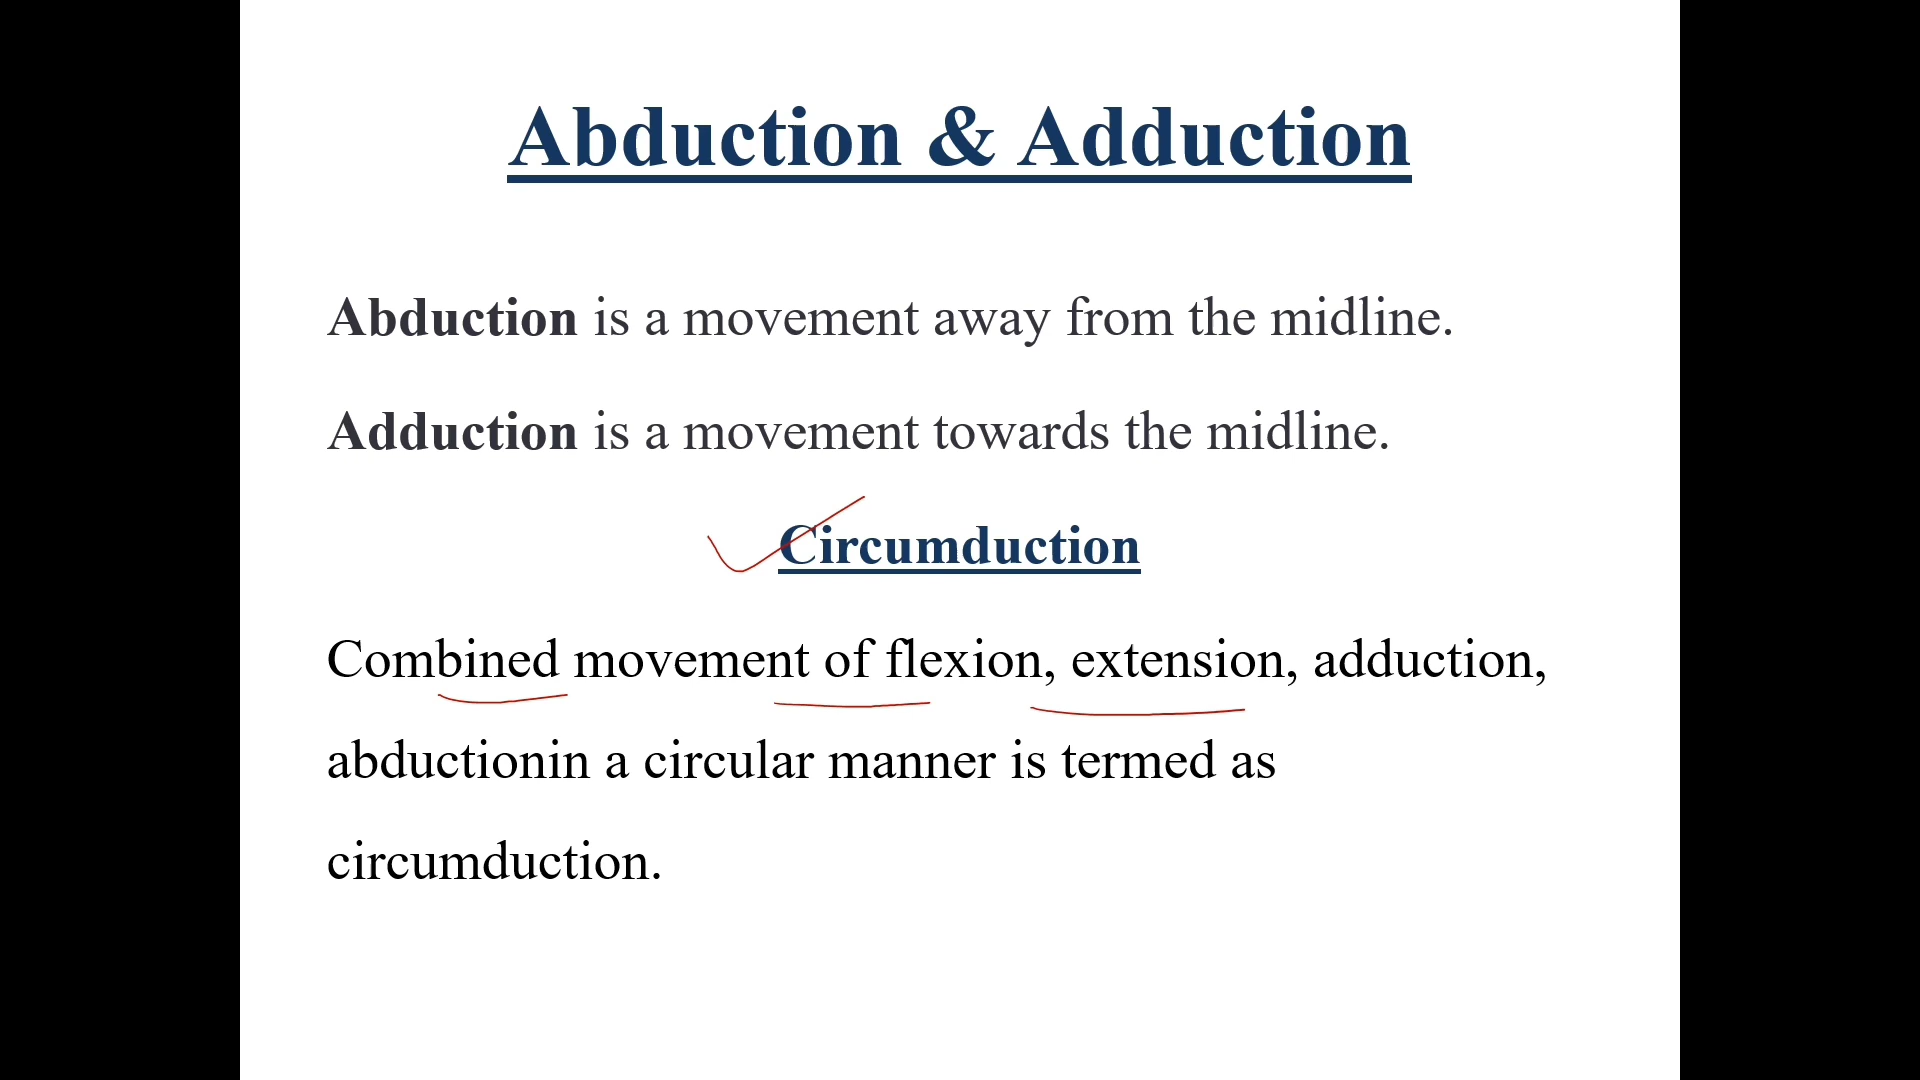 Abduction & Adduction
Abduction is a movement away from the midline.
Adduction is a movement towards the midline.
Circumduction
Combined movement of flexion, extension, adduction,
abductionin a circular manner is termed as
circumduction.